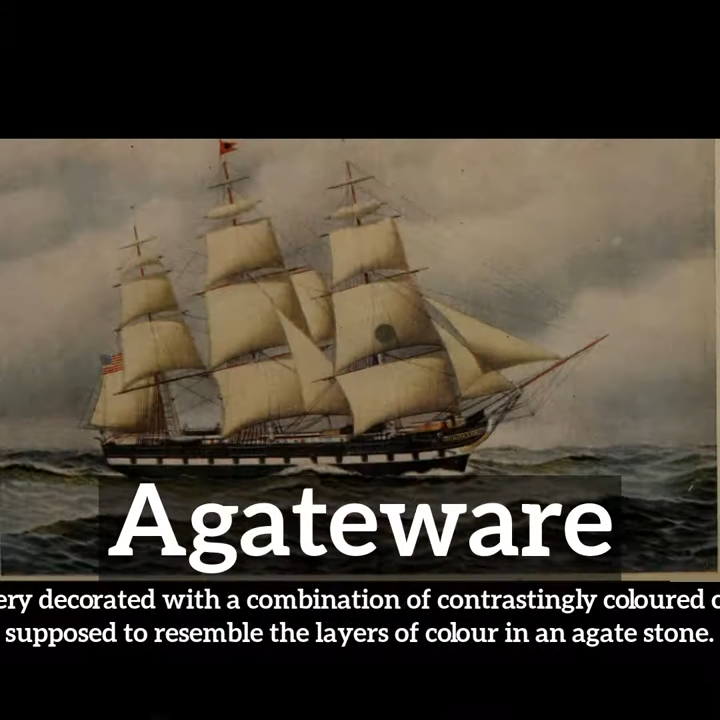 Agateware
ery decorated with a combination of contrastingly coloured
supposed to resemble the layers of colour in an agate stone.